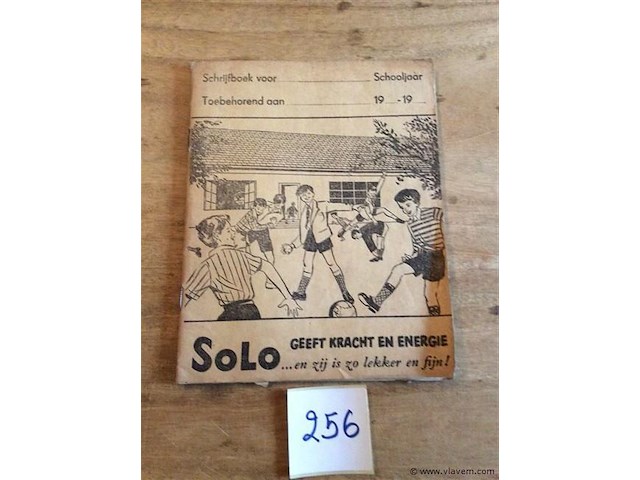 Schrijfboek voor Schooljaar
Toebehorend aan 19 - 19
SoLo GEEFT KRACHT EN ENERGIE
...en zij is zo lekker en fijn!
256
© www.vlavem.com